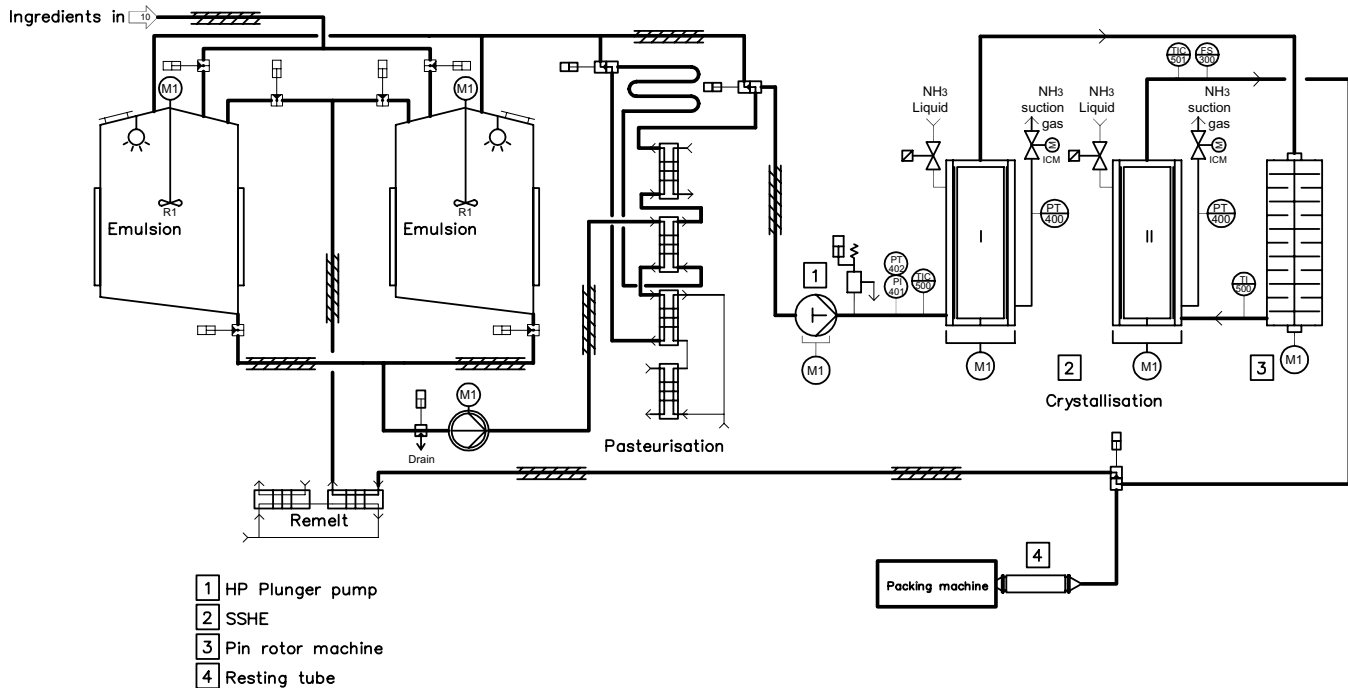 Ingredients in
10
M1
M1
R1
R1
Emulsion
Emulsion
M1
Drain
Pasteurisation
Remelt
1
M1
PT
402
PI
401
TIC
500
NH3
Liquid
NH3
suction
gas
M
ICM
PT
400
I
M1
TIC
501
FS
300
NH3
Liquid
NH3
suction
gas
M
ICM
PT
400
II
M1
TI
500
2
Crystallisation
3
M1
4
Packing machine
1 HP Plunger pump
2 SSHE
3 Pin rotor machine
4 Resting tube